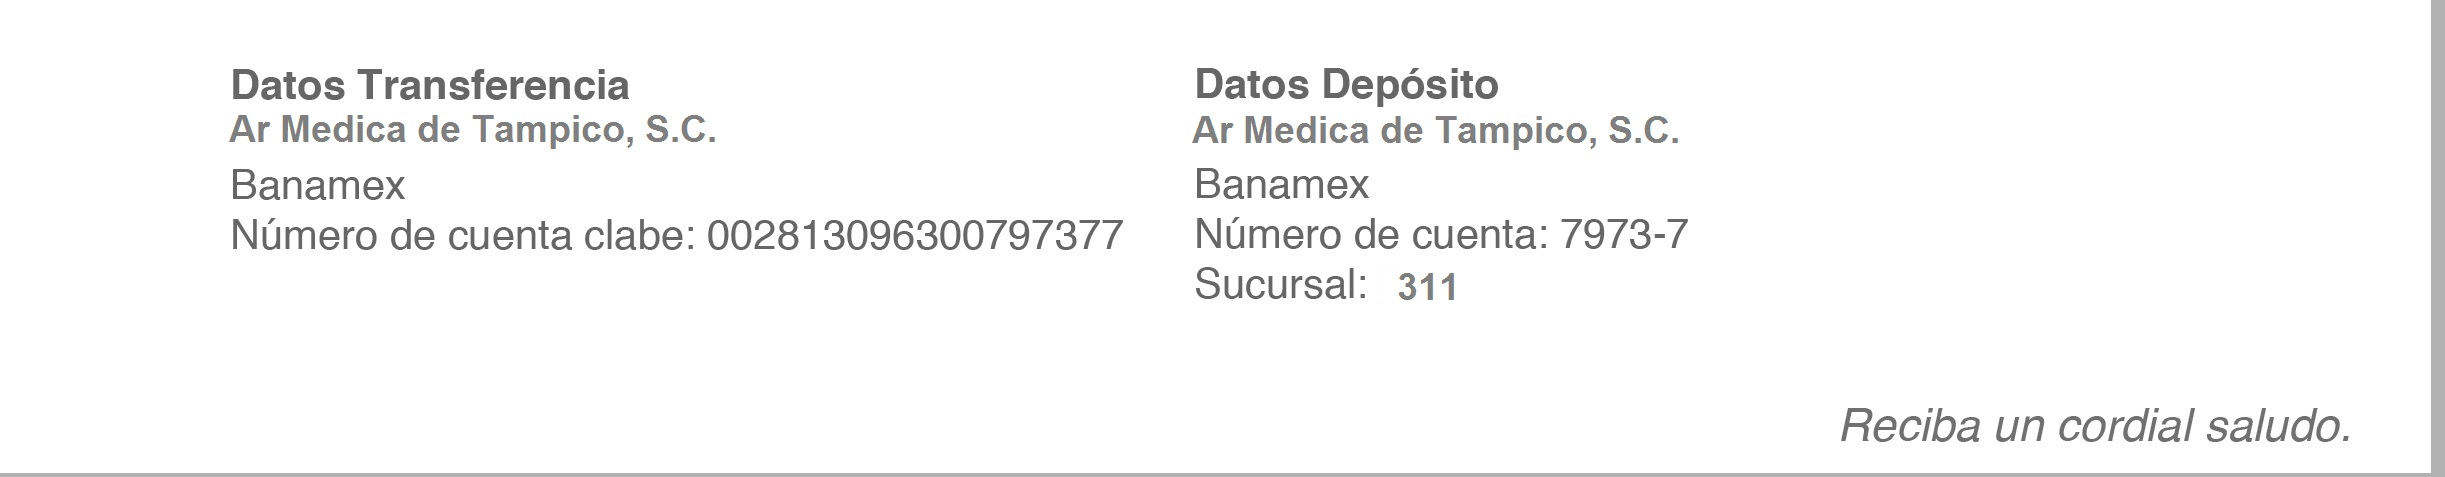 Datos Transferencia
Ar Medica de Tampico, S.C.
Banamex
Número de cuenta clabe: 002813096300797377
Datos Depósito
Ar Medica de Tampico, S.C.
Banamex
Número de cuenta: 7973-7
Sucursal: 311
Reciba un cordial saludo.